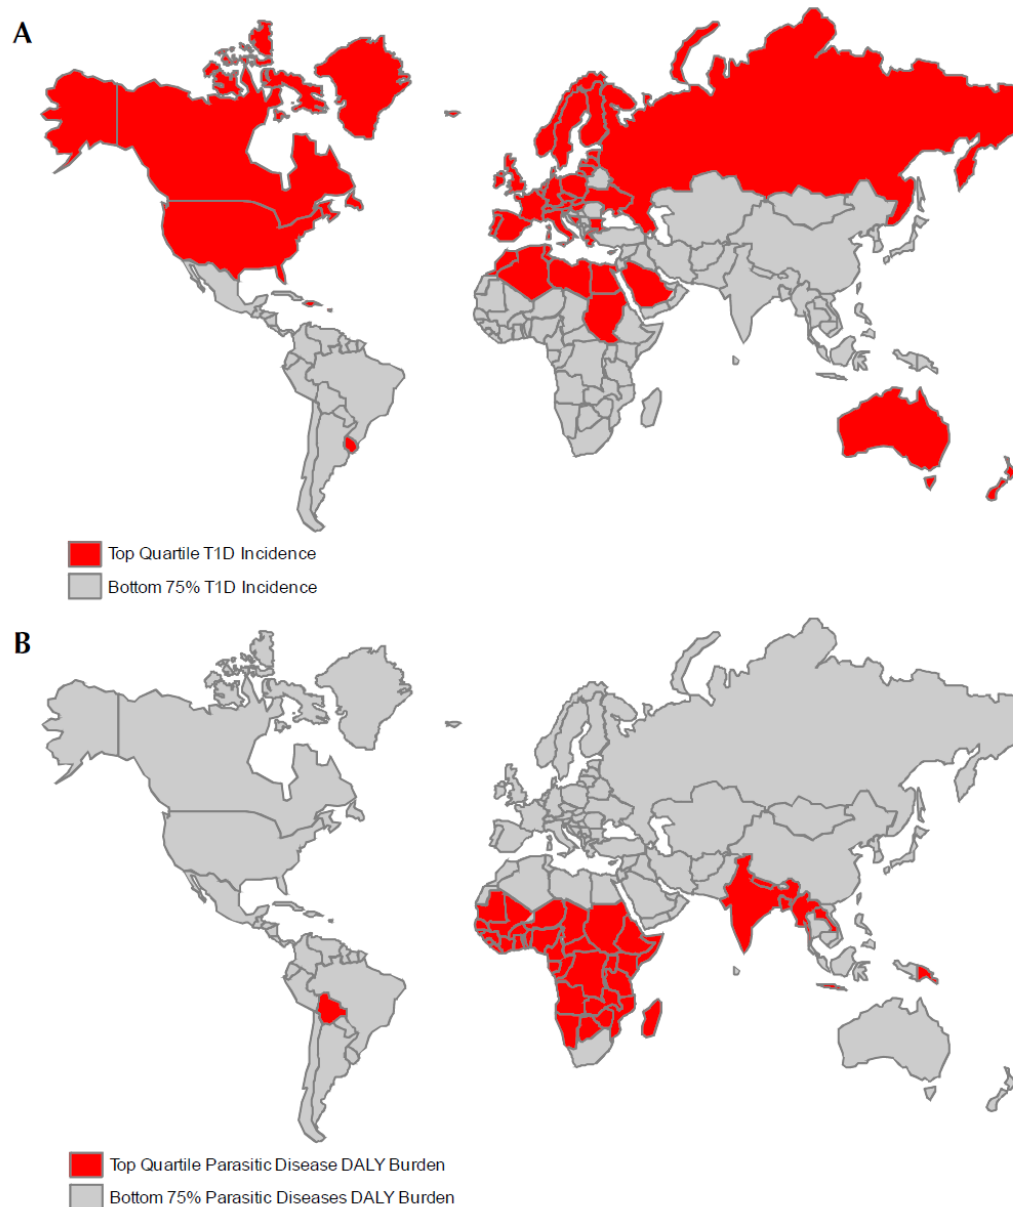 A
Top Quartile T1D Incidence
Bottom 75% T1D Incidence
B
Top Quartile Parasitic Disease DALY Burden
Bottom 75% Parasitic Diseases DALY Burden